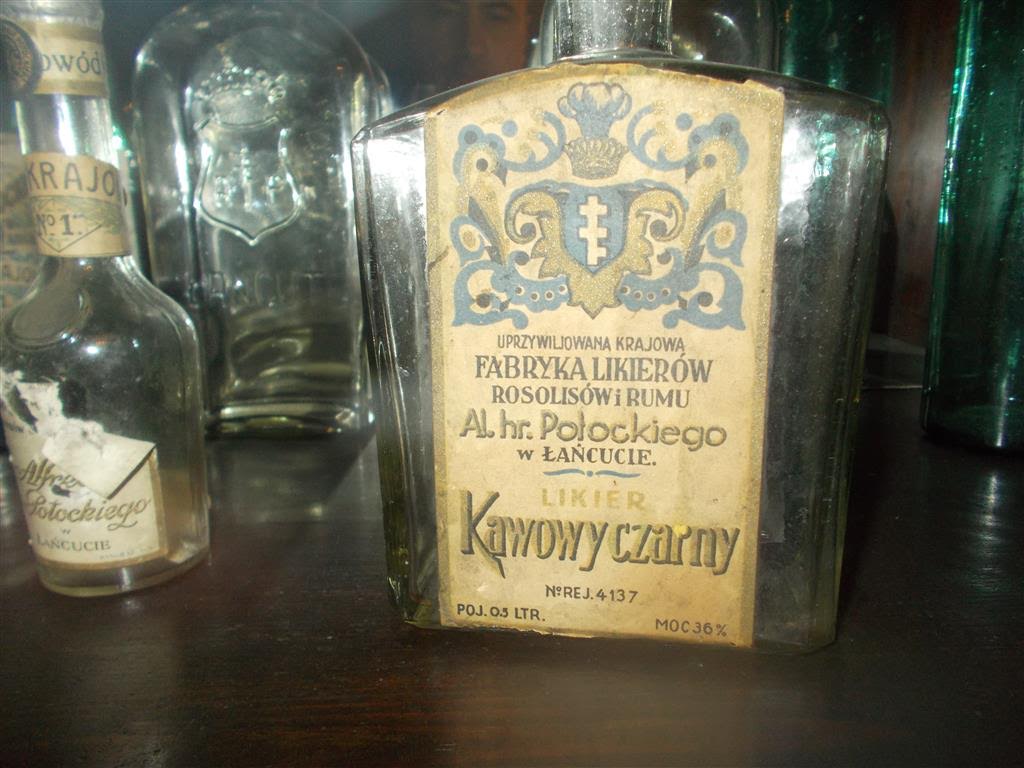 KRAJO
No 1.
Potockiego
w
ŁAŃCUCIE
UPRZYWILJOWANA KRAJOWA
FABRYKA LIKIERÓW
ROSOLISÓW i RUMU
Al. hr. Potockiego
w ŁAŃCUCIE.
LIKIER
Kawowy czarny
No REJ. 4137
POJ. 0.5 LTR.
MOC 36%